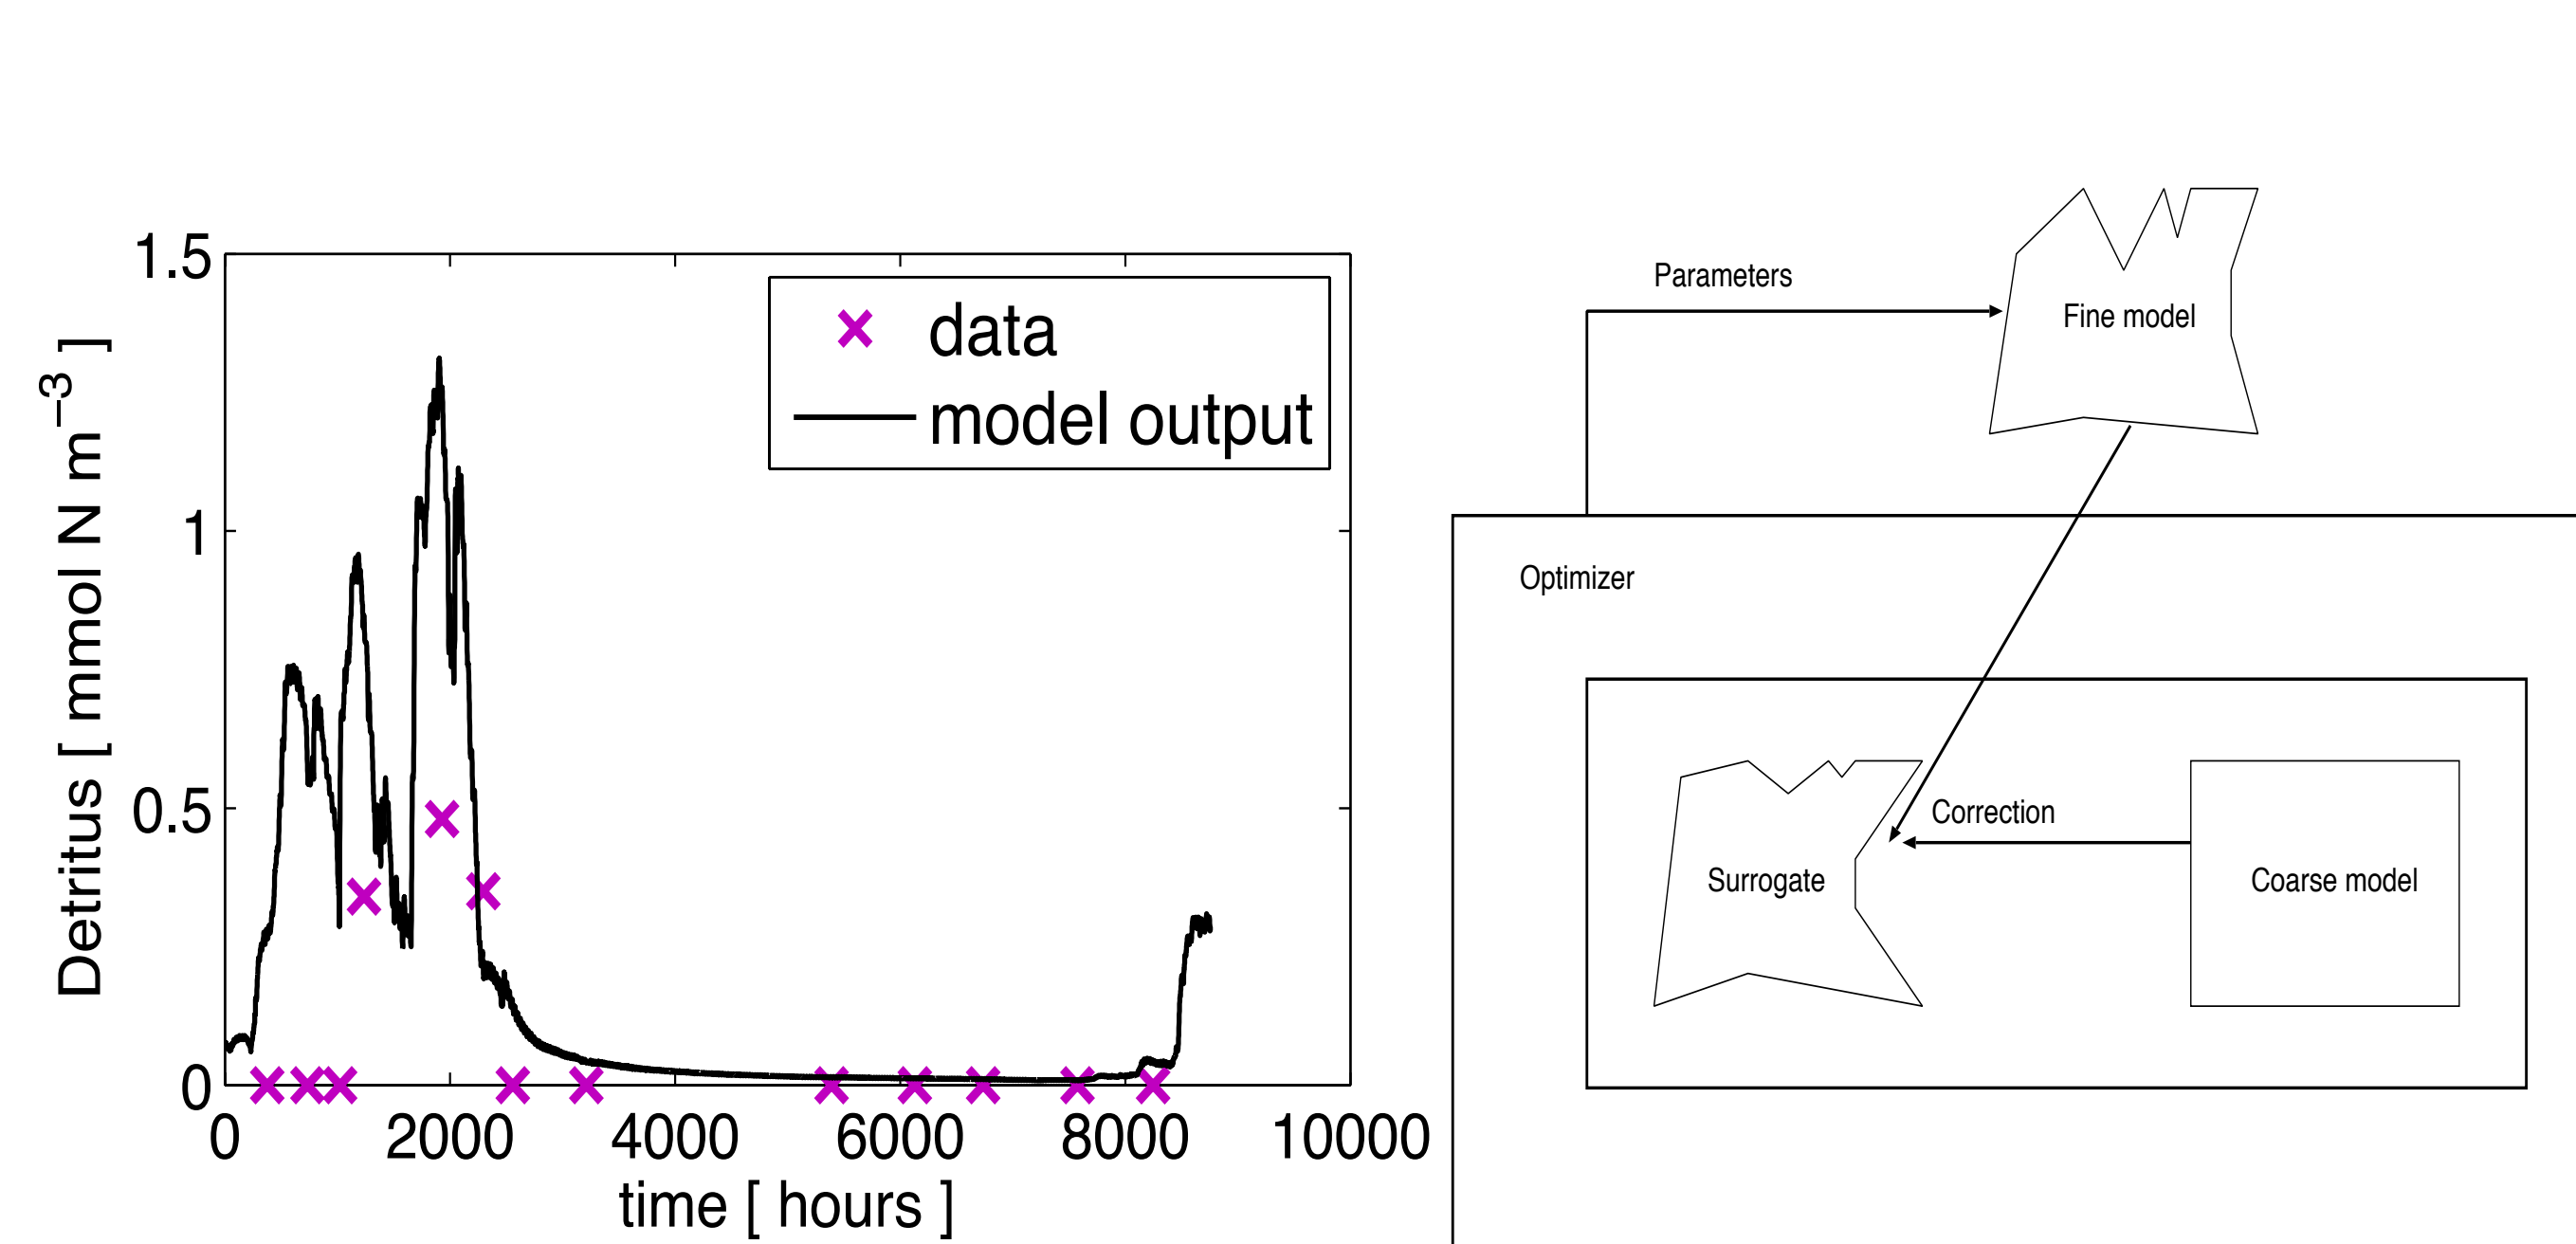 1.5
1
0.5
0
Detritus [ mmol N m−3 ]
data
model output
0 2000 4000 6000 8000 10000
time [ hours ]
Parameters
Fine model
Optimizer
Correction
Surrogate
Coarse model